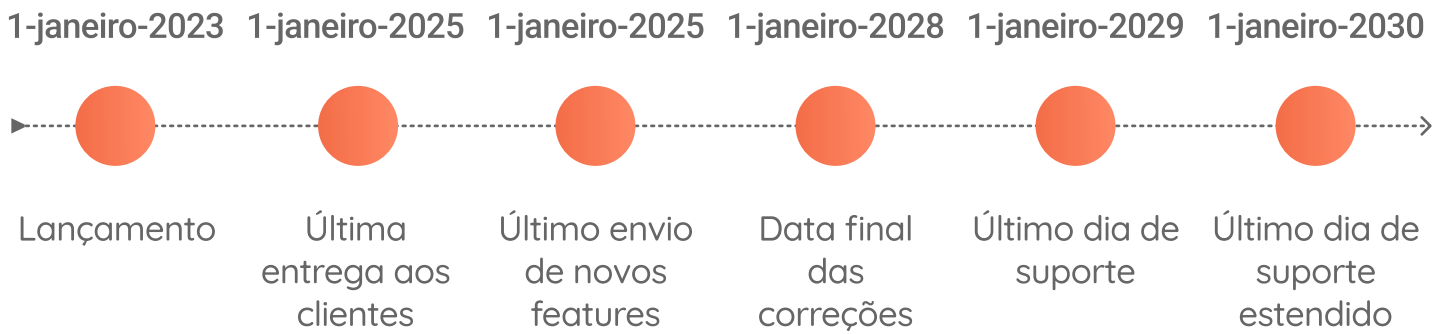 1-janeiro-2023
1-janeiro-2025
1-janeiro-2025
1-janeiro-2028
1-janeiro-2029
1-janeiro-2030
Lançamento
Última
entrega aos
clientes
Último envio
de novos
features
Data final
das
correções
Último dia de
suporte
Último dia de
suporte
estendido